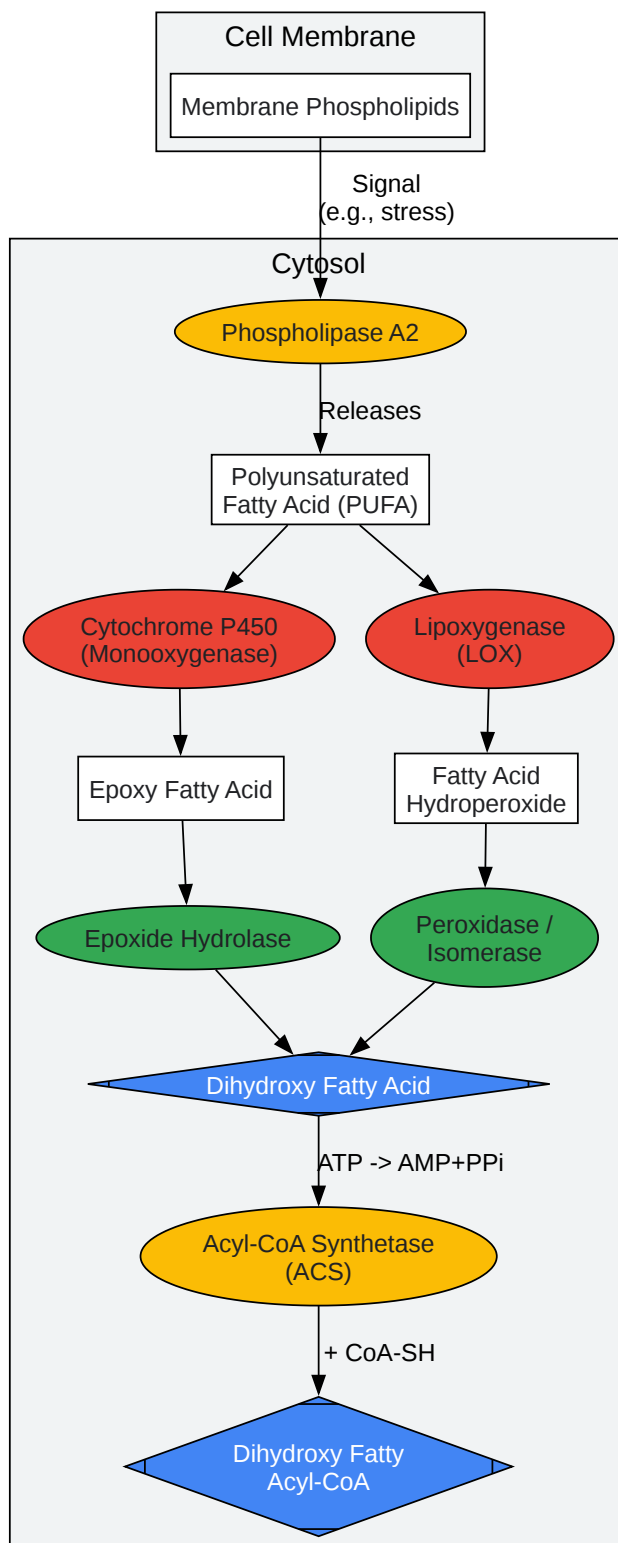 Cell Membrane
Membrane Phospholipids
Signal
(e.g., stress)
Cytosol
Phospholipase A2
Releases
Polyunsaturated
Fatty Acid (PUFA)
Cytochrome P450
(Monooxygenase)
Lipoxygenase
(LOX)
Epoxy Fatty Acid
Fatty Acid
Hydroperoxide
Epoxide Hydrolase
Peroxidase /
Isomerase
Dihydroxy Fatty Acid
ATP -> AMP+PPi
Acyl-CoA Synthetase
(ACS)
+ CoA-SH
Dihydroxy Fatty
Acyl-CoA